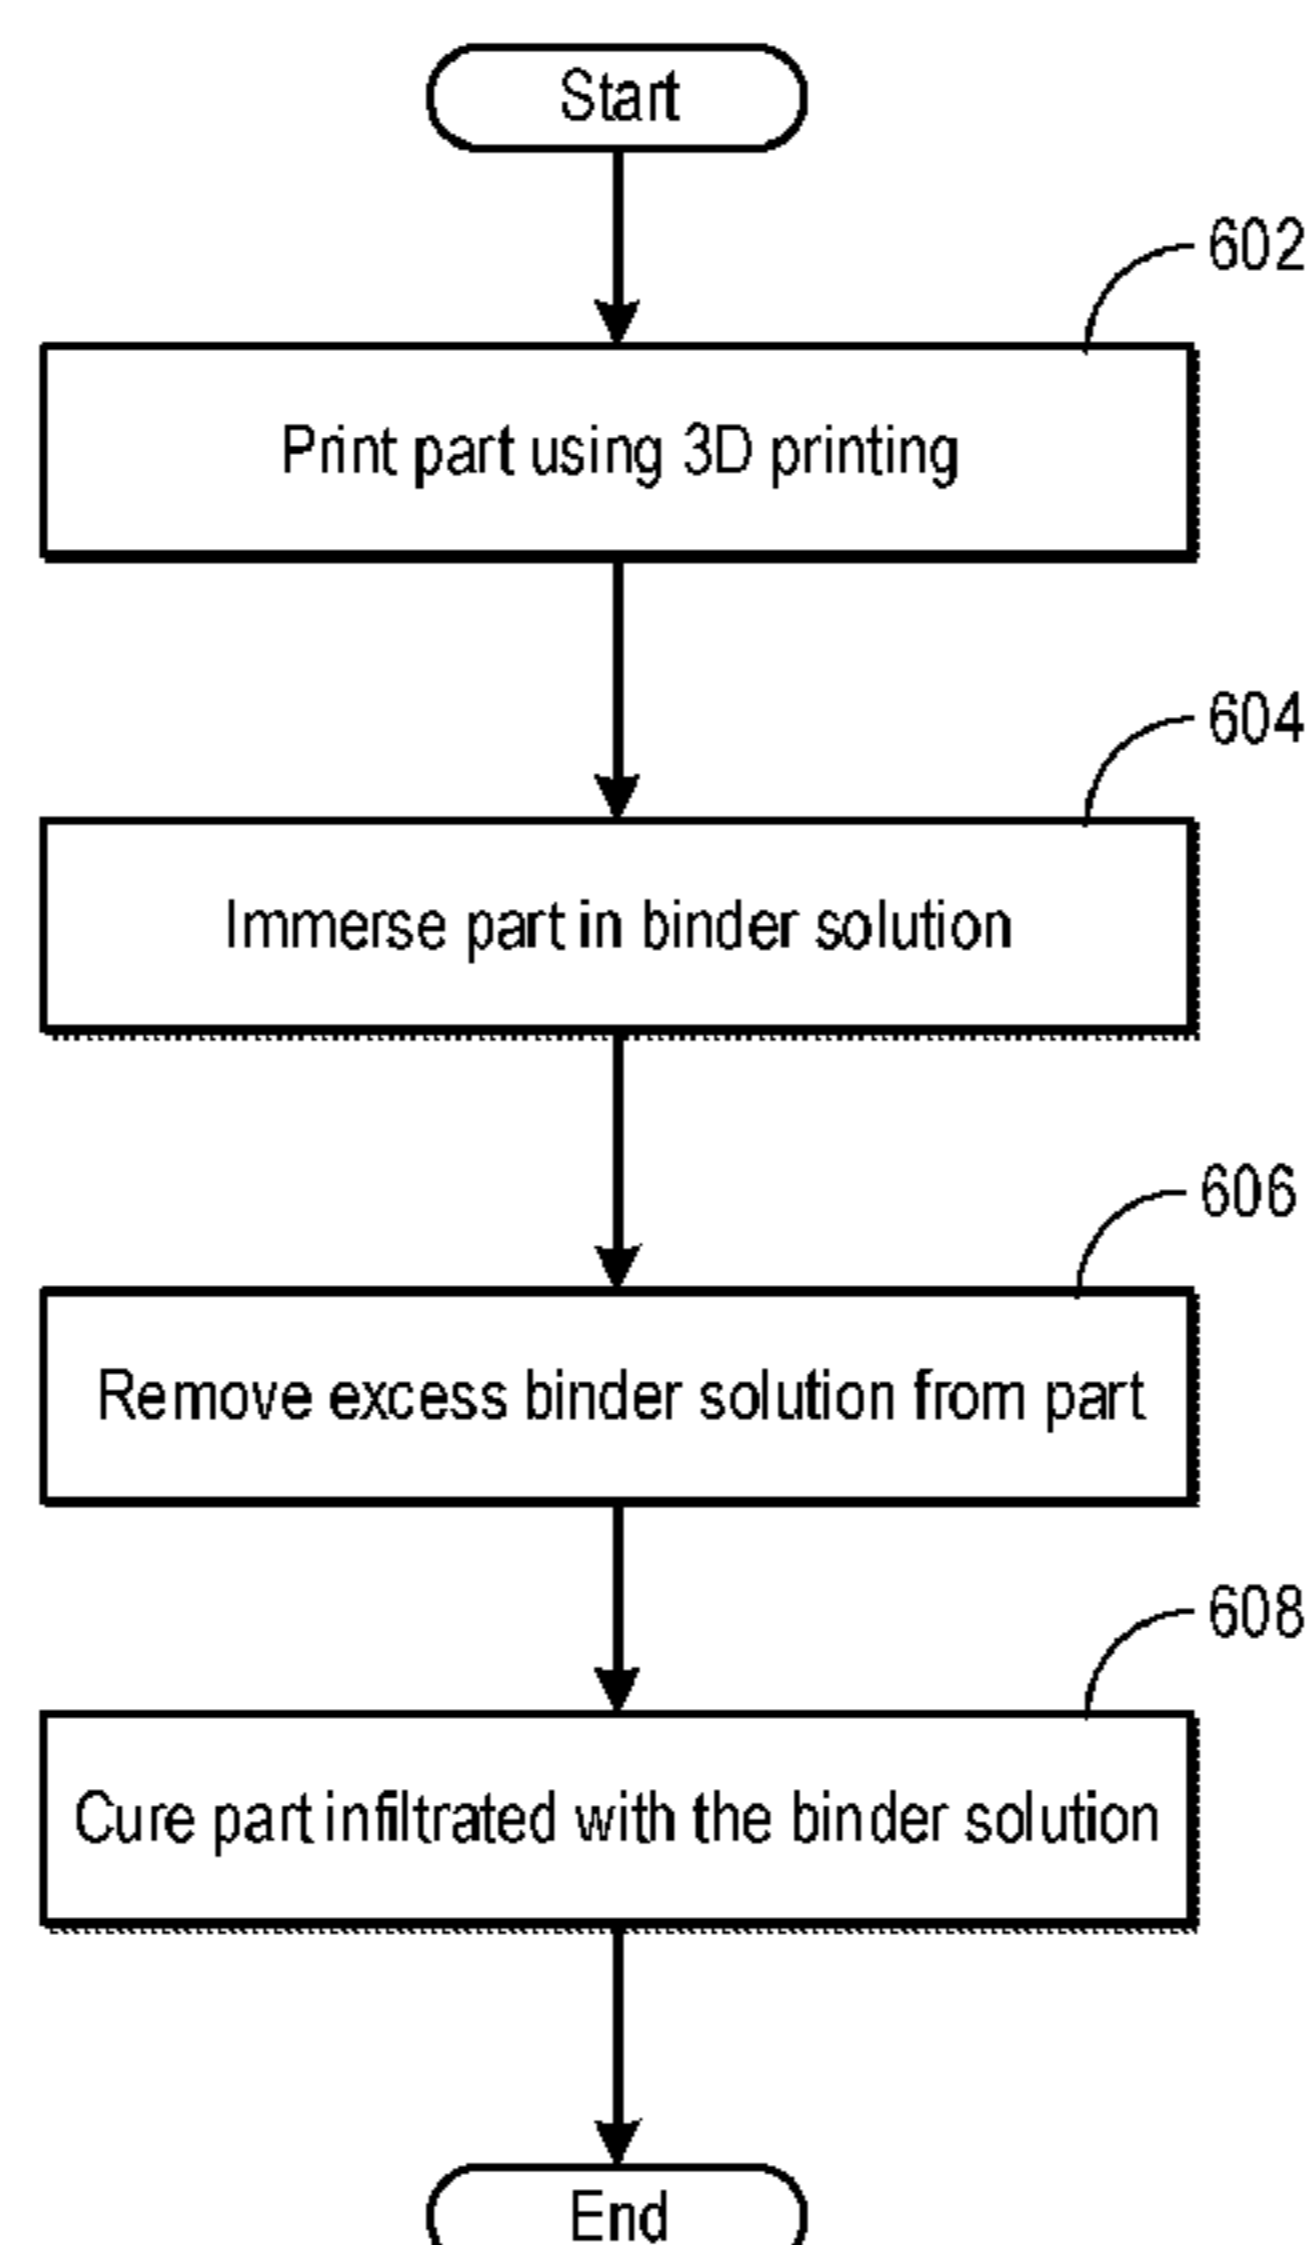 Start
602
Print part using 3D printing
604
Immerse part in binder solution
606
Remove excess binder solution from part
608
Cure part infiltrated with the binder solution
End